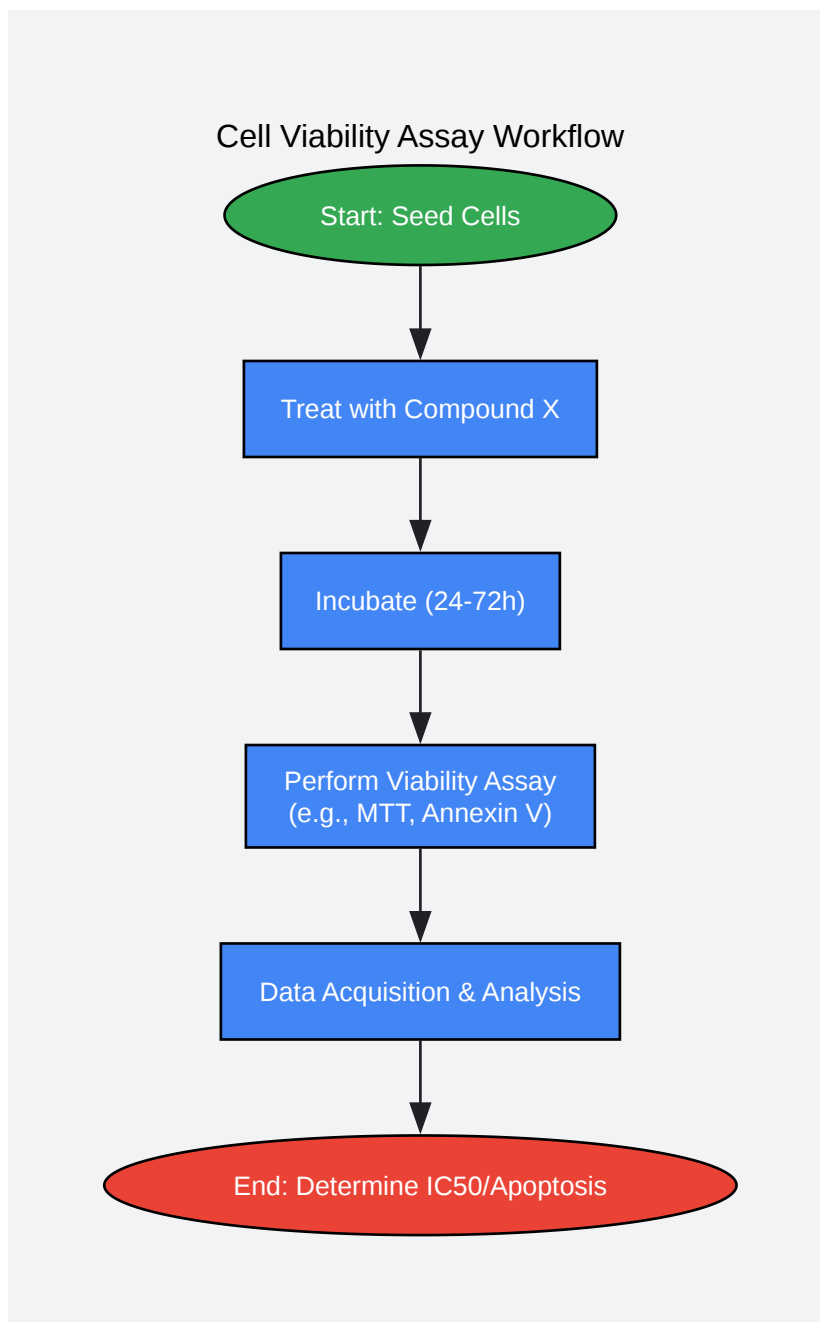 Cell Viability Assay Workflow
Start: Seed Cells
Treat with Compound X
Incubate (24-72h)
Perform Viability Assay
(e.g., MTT, Annexin V)
Data Acquisition & Analysis
End: Determine IC50/Apoptosis